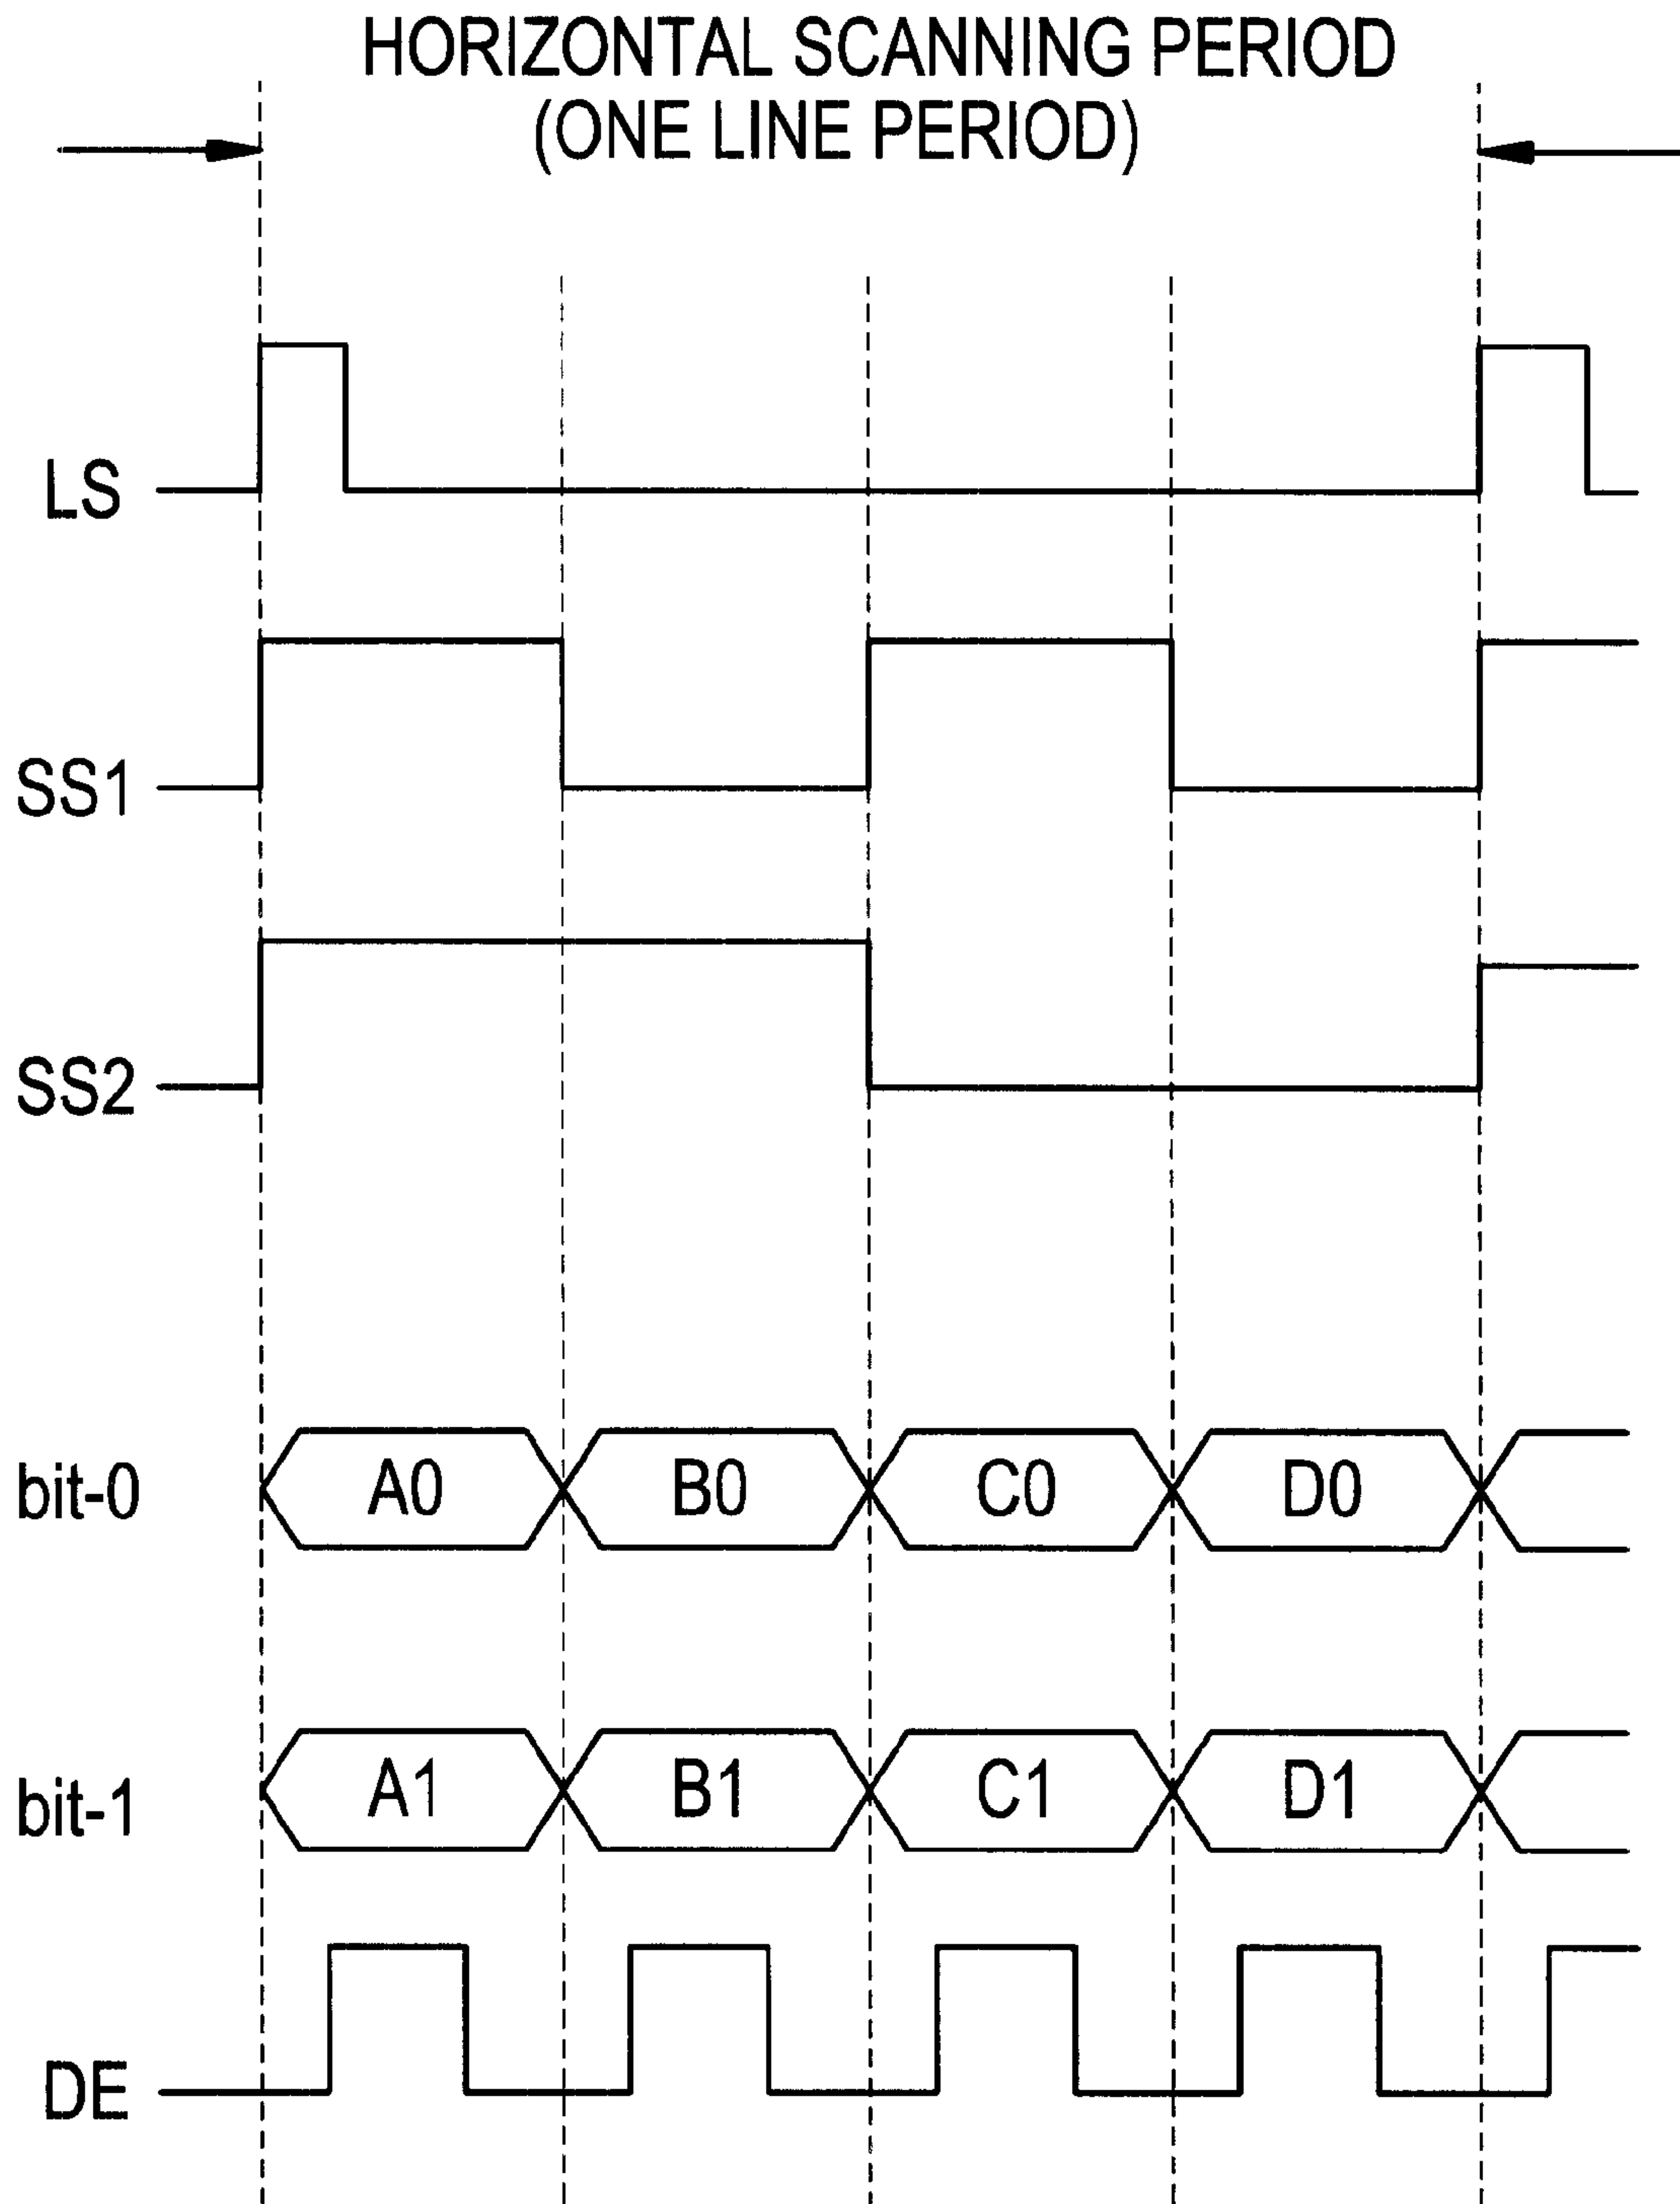 HORIZONTAL SCANNING PERIOD
(ONE LINE PERIOD)
LS
SS1
SS2
bit-0 A0 B0 C0 D0
bit-1 A1 B1 C1 D1
DE